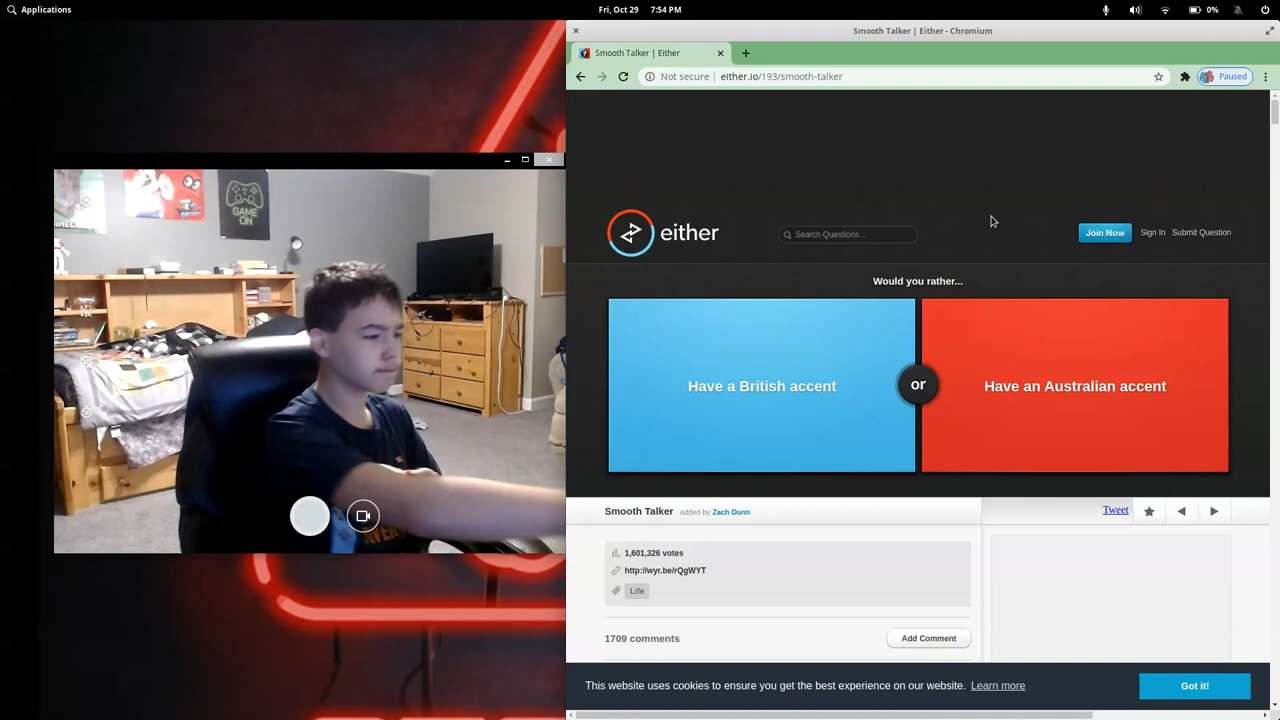 Applications
Fri, Oct 29 7:54 PM
0%
Smooth Talker | Either - Chromium
Smooth Talker | Either
Not secure | either.io/193/smooth-talker
Paused
GAME ON
either
Search Questions...
Join Now
Sign In
Submit Question
Would you rather...
Have a British accent
or
Have an Australian accent
Smooth Talker added by Zach Dunn
Tweet
1,601,326 votes
http://wyr.be/rQgWYT
Life
1709 comments
Add Comment
This website uses cookies to ensure you get the best experience on our website. Learn more
Got it!